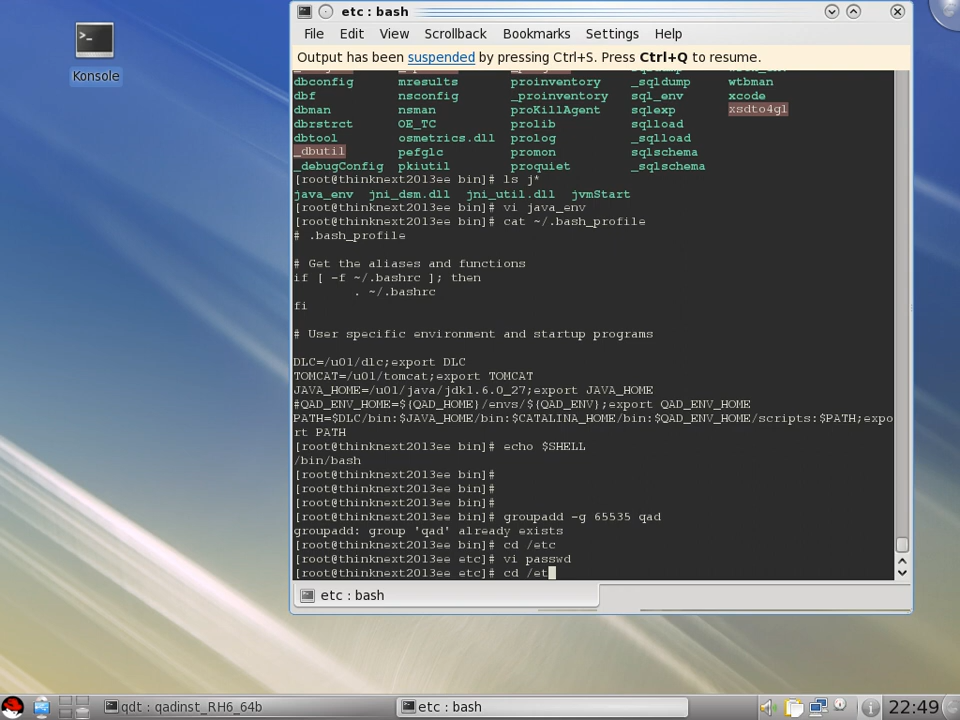 Konsole
etc : bash
File Edit View Scrollback Bookmarks Settings Help
Output has been suspended by pressing Ctrl+S. Press Ctrl+Q to resume.
dbconfig mresults proinventory _sqldump wtbman
dbf nsconfig _proinventory sql_env xcode
dbman nsman proKillAgent sqlexp xsdto4gl
dbrstrct OE_TC prolib sqlload
dbtool osmetrics.dll prolog _sqlload
_dbutil pefglc promon sqlschema
_debugConfig pkiutil proquiet _sqlschema
[root@thinknext2013ee bin]# ls j*
java_env jni_dsm.dll jni_util.dll jvmStart
[root@thinknext2013ee bin]# vi java_env
[root@thinknext2013ee bin]# cat ~/.bash_profile
# .bash_profile
# Get the aliases and functions
if [ -f ~/.bashrc ]; then
. ~/.bashrc
fi
# User specific environment and startup programs
DLC=/u01/dlc;export DLC
TOMCAT=/u01/tomcat;export TOMCAT
JAVA_HOME=/u01/java/jdk1.6.0_27;export JAVA_HOME
#QAD_ENV_HOME=${QAD_HOME}/envs/${QAD_ENV};export QAD_ENV_HOME
PATH=$DLC/bin:$JAVA_HOME/bin:$CATALINA_HOME/bin:$QAD_ENV_HOME/scripts:$PATH;expo
rt PATH
[root@thinknext2013ee bin]# echo $SHELL
/bin/bash
[root@thinknext2013ee bin]#
[root@thinknext2013ee bin]#
[root@thinknext2013ee bin]#
[root@thinknext2013ee bin]# groupadd -g 65535 qad
groupadd: group 'qad' already exists
[root@thinknext2013ee bin]# cd /etc
[root@thinknext2013ee etc]# vi passwd
[root@thinknext2013ee etc]# cd /et
etc : bash
qdt : qadinst_RH6_64b
etc : bash
22:49